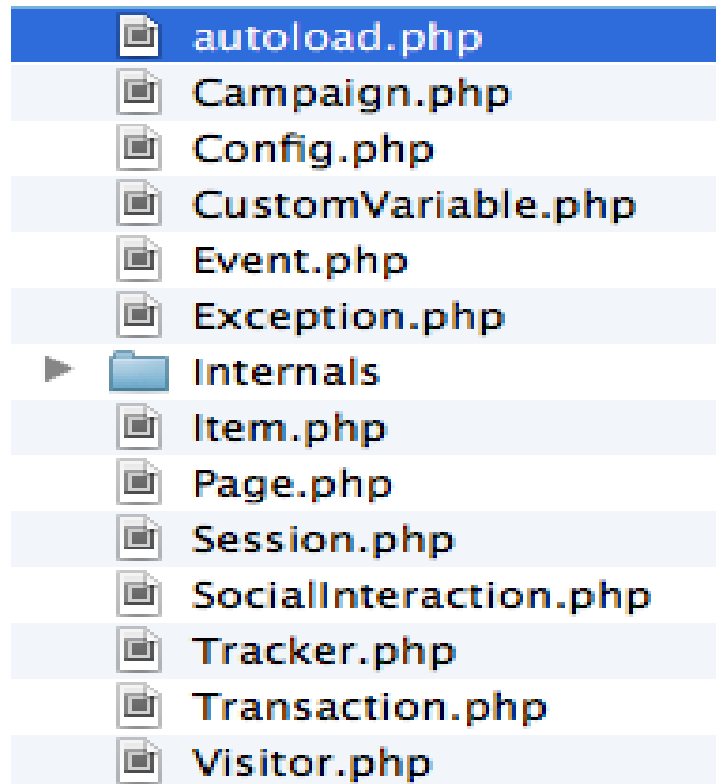 autoload.php
Campaign.php
Config.php
CustomVariable.php
Event.php
Exception.php
Internals
Item.php
Page.php
Session.php
SocialInteraction.php
Tracker.php
Transaction.php
Visitor.php